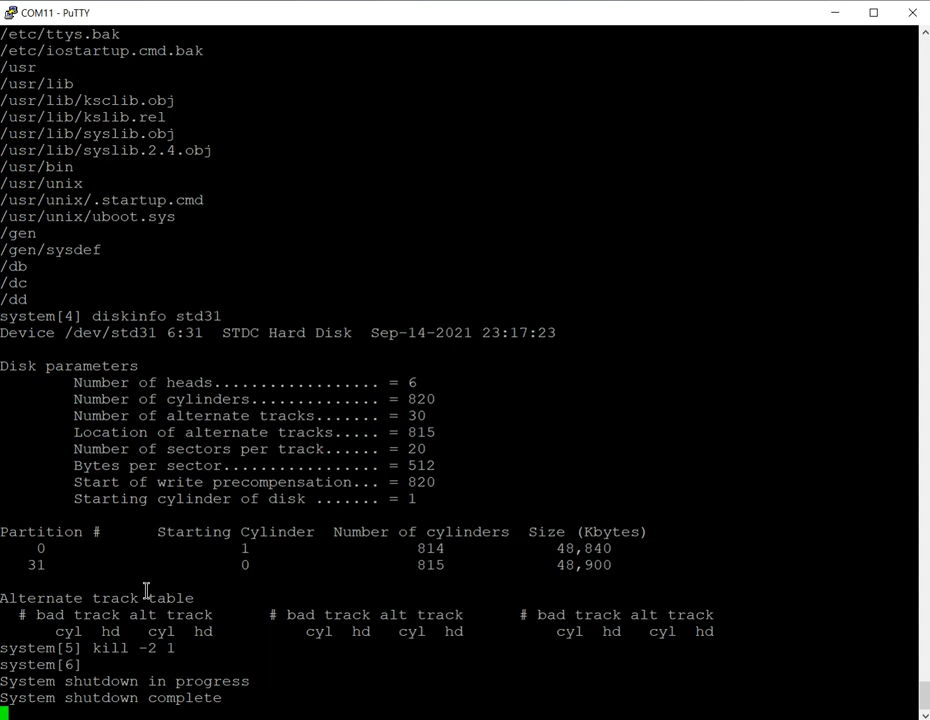 COM11 - PuTTY
/etc/ttys.bak
/etc/iostartup.cmd.bak
/usr
/usr/lib
/usr/lib/ksclib.obj
/usr/lib/kslib.rel
/usr/lib/syslib.obj
/usr/lib/syslib.2.4.obj
/usr/bin
/usr/unix
/usr/unix/.startup.cmd
/usr/unix/uboot.sys
/gen
/gen/sysdef
/db
/dc
/dd
system[4] diskinfo std31
Device /dev/std31 6:31  STDC Hard Disk  Sep-14-2021 23:17:23
Disk parameters
        Number of heads.................. = 6
        Number of cylinders.............. = 820
        Number of alternate tracks....... = 30
        Location of alternate tracks..... = 815
        Number of sectors per track...... = 20
        Bytes per sector................. = 512
        Start of write precompensation... = 820
        Starting cylinder of disk ....... = 1
Partition #      Starting Cylinder  Number of cylinders  Size (Kbytes)
    0                     1                  814            48,840
   31                     0                  815            48,900
Alternate track table
  # bad track alt track      # bad track alt track      # bad track alt track
      cyl  hd   cyl  hd          cyl  hd   cyl  hd          cyl  hd   cyl  hd
system[5] kill -2 1
system[6]
System shutdown in progress
System shutdown complete